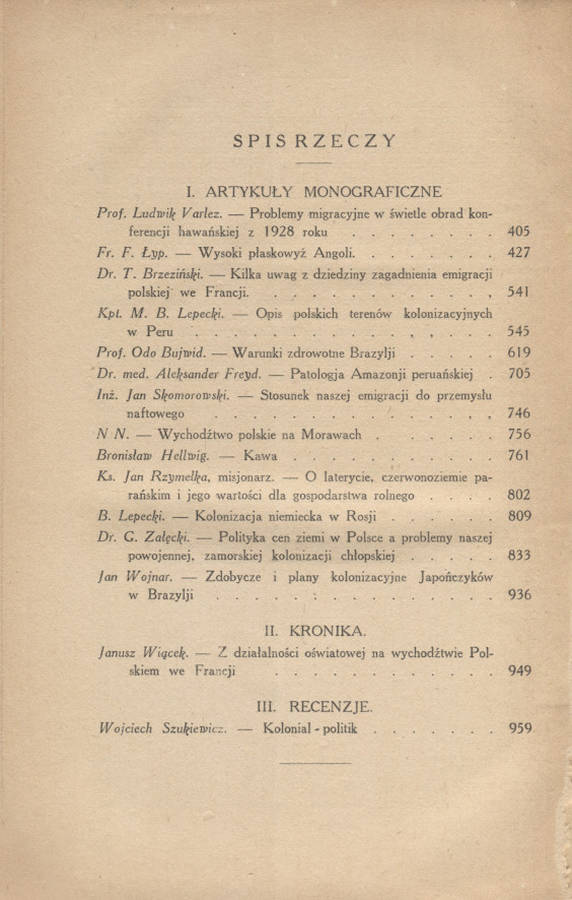 SPIS RZECZY
I. ARTYKUŁY MONOGRAFICZNE
Prof. Ludwik Varlez. — Problemy migracyjne w świetle obrad kon-
ferencji hawańskiej z 1928 roku . . . . . . . 405
Fr. F. Łyp. — Wysoki płaskowyż Angoli. . . . . . . . 427
Dr. T. Brzeziński. — Kilka uwag z dziedziny zagadnienia emigracji
polskiej we Francji. . . . . . . . . . . . 541
Kpt. M. B. Lepecki. — Opis polskich terenów kolonizacyjnych
w Peru . . . . . . . . . . . . . . 545
Prof. Odo Bujwid. — Warunki zdrowotne Brazylji . . . . . 619
Dr. med. Aleksander Freyd. — Patologja Amazonji peruańskiej . 705
Inż. Jan Skomorowski. — Stosunek naszej emigracji do przemysłu
naftowego . . . . . . . . . . . . . 746
N N. — Wychodźtwo polskie na Morawach . . . . . . 756
Bronisław Hellwig. — Kawa . . . . . . . . . 761
Ks. Jan Rzymełka, misjonarz. — O laterycie, czerwonoziemie pa-
rańskim i jego wartości dla gospodarstwa rolnego . . . . 802
B. Lepecki. — Kolonizacja niemiecka w Rosji . . . . . . 809
Dr. G. Załęcki. — Polityka cen ziemi w Polsce a problemy naszej
powojennej, zamorskiej kolonizacji chłopskiej . . . . . 833
Jan Wojnar. — Zdobycze i plany kolonizacyjne Japończyków
w Brazylji . . . . . . . . . . . . . 936
II. KRONIKA.
Janusz Wiącek. — Z działalności oświatowej na wychodźtwie Pol-
skiem we Francji . . . . . . . . . . . 949
III. RECENZJE.
Wojciech Szukiewicz. — Kolonial - politik . . . . . . . 959